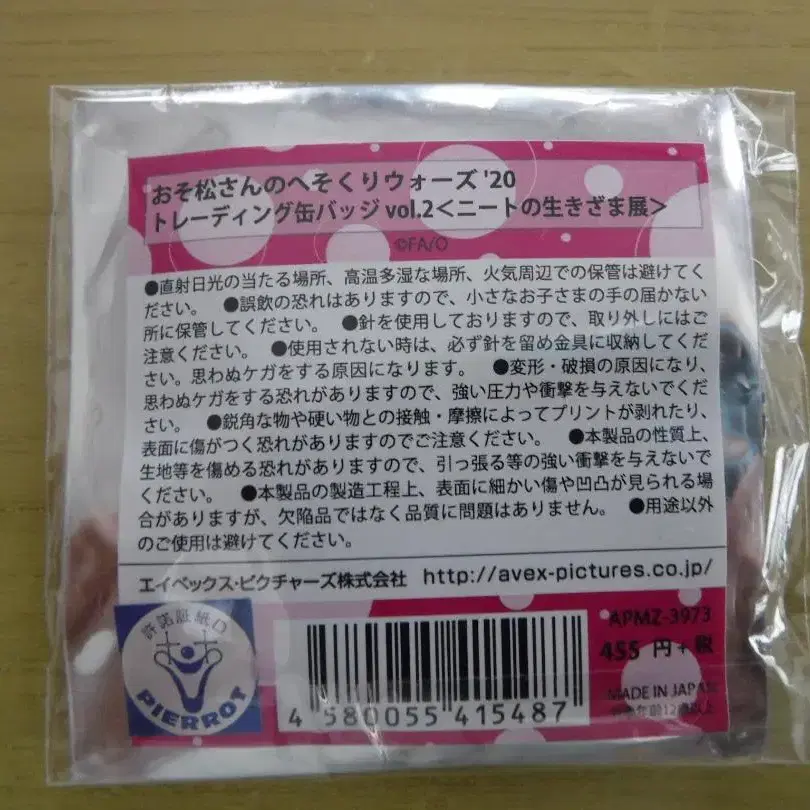 おそ松さんのへそくりウォーズ'20
トレーディング缶バッジ vol.2<ニートの生きざま展>
©FA/O
●直射日光の当たる場所、高温多湿な場所、火気周辺での保管は避けてく
ださい。 ●誤飲の恐れはありますので、小さなお子さまの手の届かない
所に保管してください。 ●針を使用しておりますので、取り外しにはご
注意ください。 ●使用されない時は、必ず針を留め金具に収納してくだ
さい。思わぬケガをする原因になります。 ●変形・破損の原因になり、
思わぬケガをする恐れがありますので、強い圧力や衝撃を与えないでくだ
さい。 ●鋭角な物や硬い物との接触・摩擦によってプリントが剥れたり、
表面に傷がつく恐れがありますのでご注意ください。 ●本製品の性質上、
生地等を傷める恐れがありますので、引っ張る等の強い衝撃を与えないで
ください。 ●本製品の製造工程上、表面に細かい傷や凹凸が見られる場
合がありますが、欠陥品ではなく品質に問題はありません。 ●用途以外
のご使用は避けてください。
エイベックス・ピクチャーズ株式会社 http://avex-pictures.co.jp/
許諾証紙口
PIERROT
APMZ-3973
455 円+税
MADE IN JAPAN
対象年齢12歳以上
4 580055 415487